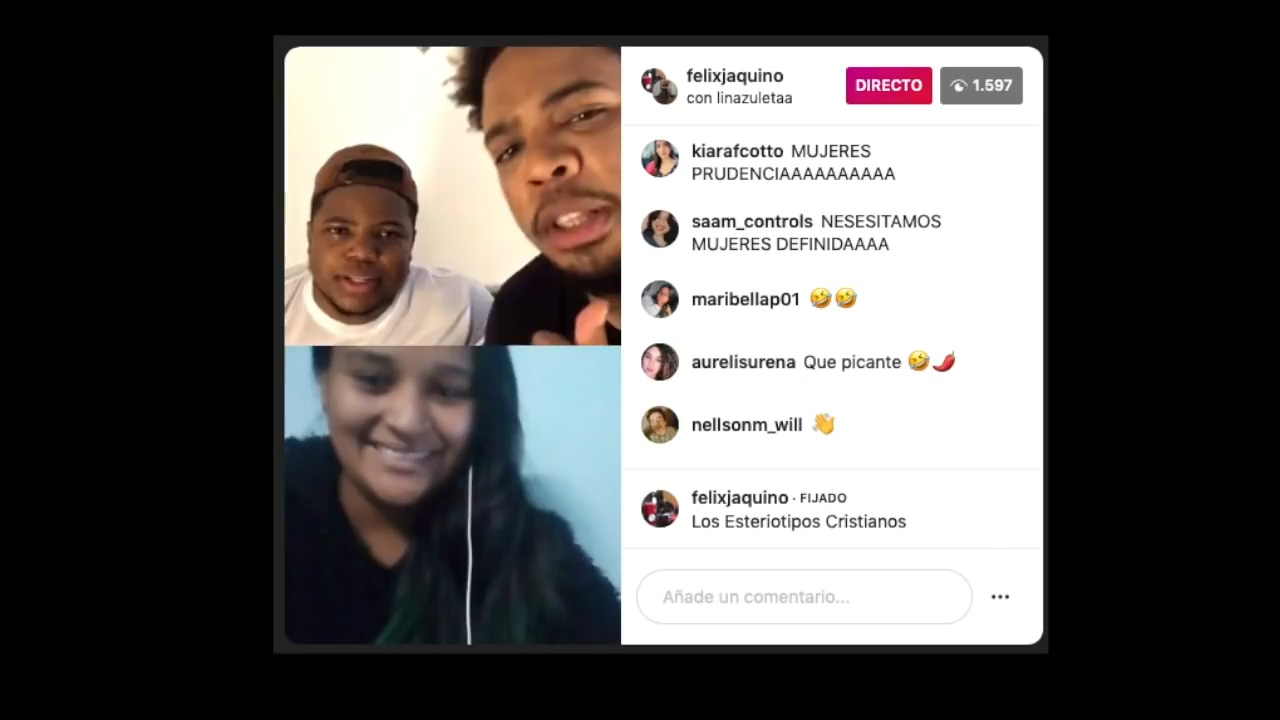 felixjaquino
con linazuletaa
DIRECTO
1.597
kiarafcotto MUJERES
PRUDENCIAAAAAAAAAA
saam_controls NESESITAMOS
MUJERES DEFINIDAAAA
maribellap01 🤣🤣
aurelisurena Que picante 🤣🌶️
nellsonm_will 👋
felixjaquino · FIJADO
Los Esteriotipos Cristianos
Añade un comentario...